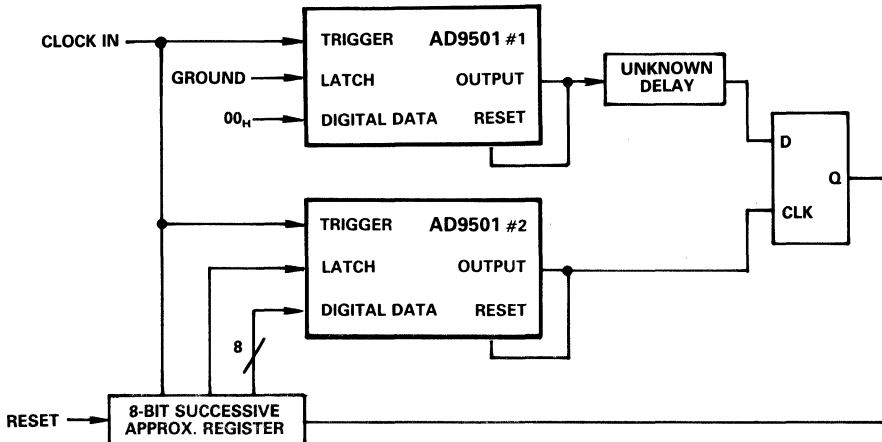 CLOCK IN
TRIGGER AD9501 #1
GROUND
LATCH OUTPUT
00H
DIGITAL DATA RESET
UNKNOWN
DELAY
D
Q
CLK
TRIGGER AD9501 #2
LATCH OUTPUT
DIGITAL DATA RESET
8
RESET
8-BIT SUCCESSIVE
APPROX. REGISTER